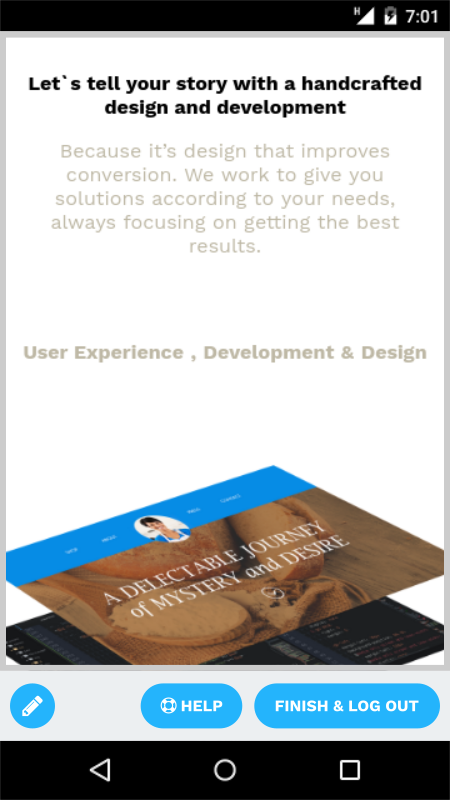 H 7:01
Let`s tell your story with a handcrafted
design and development
Because it’s design that improves
conversion. We work to give you
solutions according to your needs,
always focusing on getting the best
results.
User Experience , Development & Design
A DELECTABLE JOURNEY
of MYSTERY and DESIRE
HELP
FINISH & LOG OUT